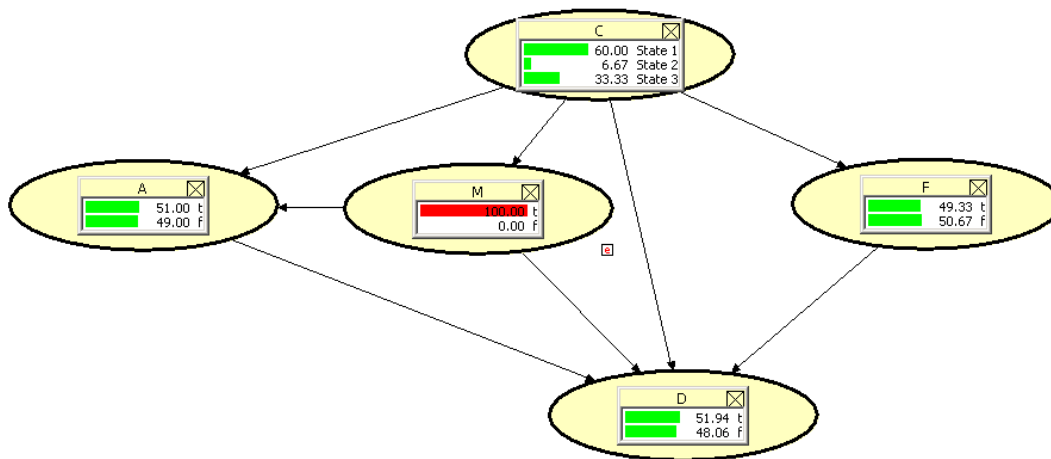 C
60.00 State 1
6.67 State 2
33.33 State 3
A
51.00 t
49.00 f
M
100.00 t
0.00 f
F
49.33 t
50.67 f
e
D
51.94 t
48.06 f